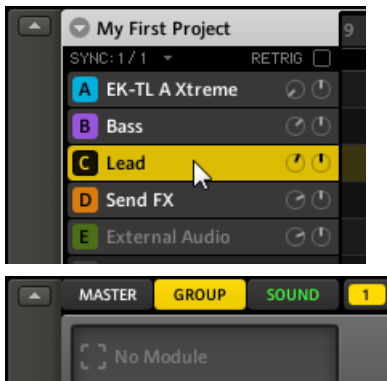 My First Project 9
SYNC: 1 / 1 RETRIG
A EK-TL A Xtreme
B Bass
C Lead
D Send FX
E External Audio
MASTER GROUP SOUND 1
No Module